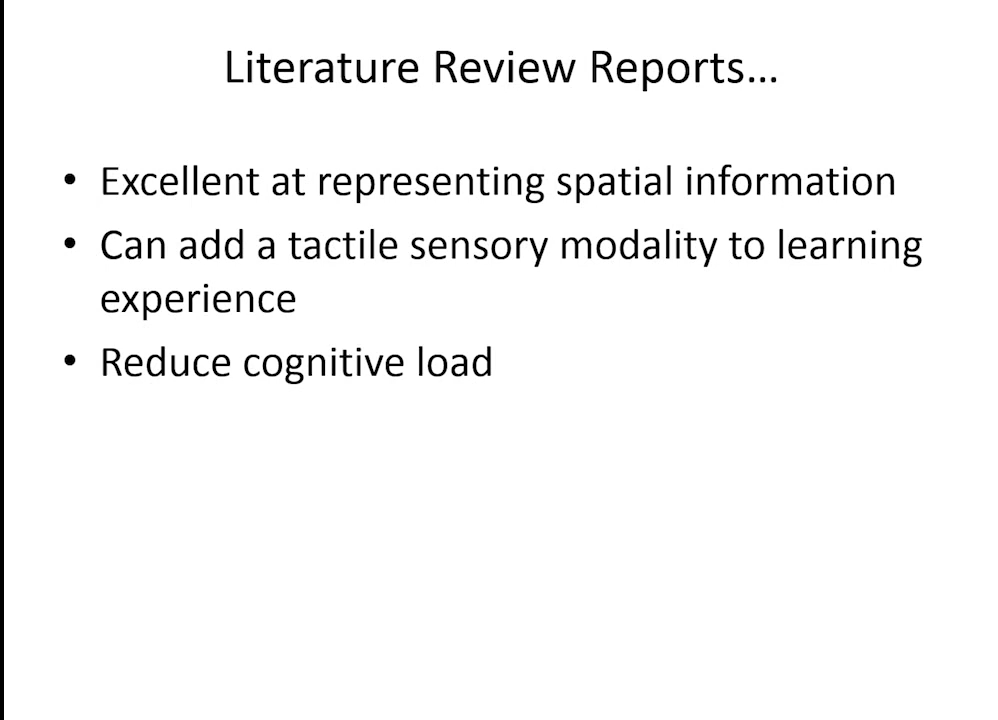 Literature Review Reports…
• Excellent at representing spatial information
• Can add a tactile sensory modality to learning
experience
• Reduce cognitive load